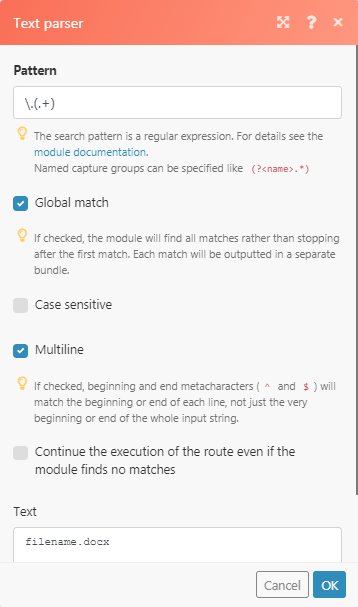 Text parser
Pattern
\.(.+)
The search pattern is a regular expression. For details see the
module documentation.
Named capture groups can be specified like (?<name>.*)
Global match
If checked, the module will find all matches rather than stopping
after the first match. Each match will be outputted in a separate
bundle.
Case sensitive
Multiline
If checked, beginning and end metacharacters ( ^ and $ ) will
match the beginning or end of each line, not just the very
beginning or end of the whole input string.
Continue the execution of the route even if the
module finds no matches
Text
filename.docx
Cancel
OK